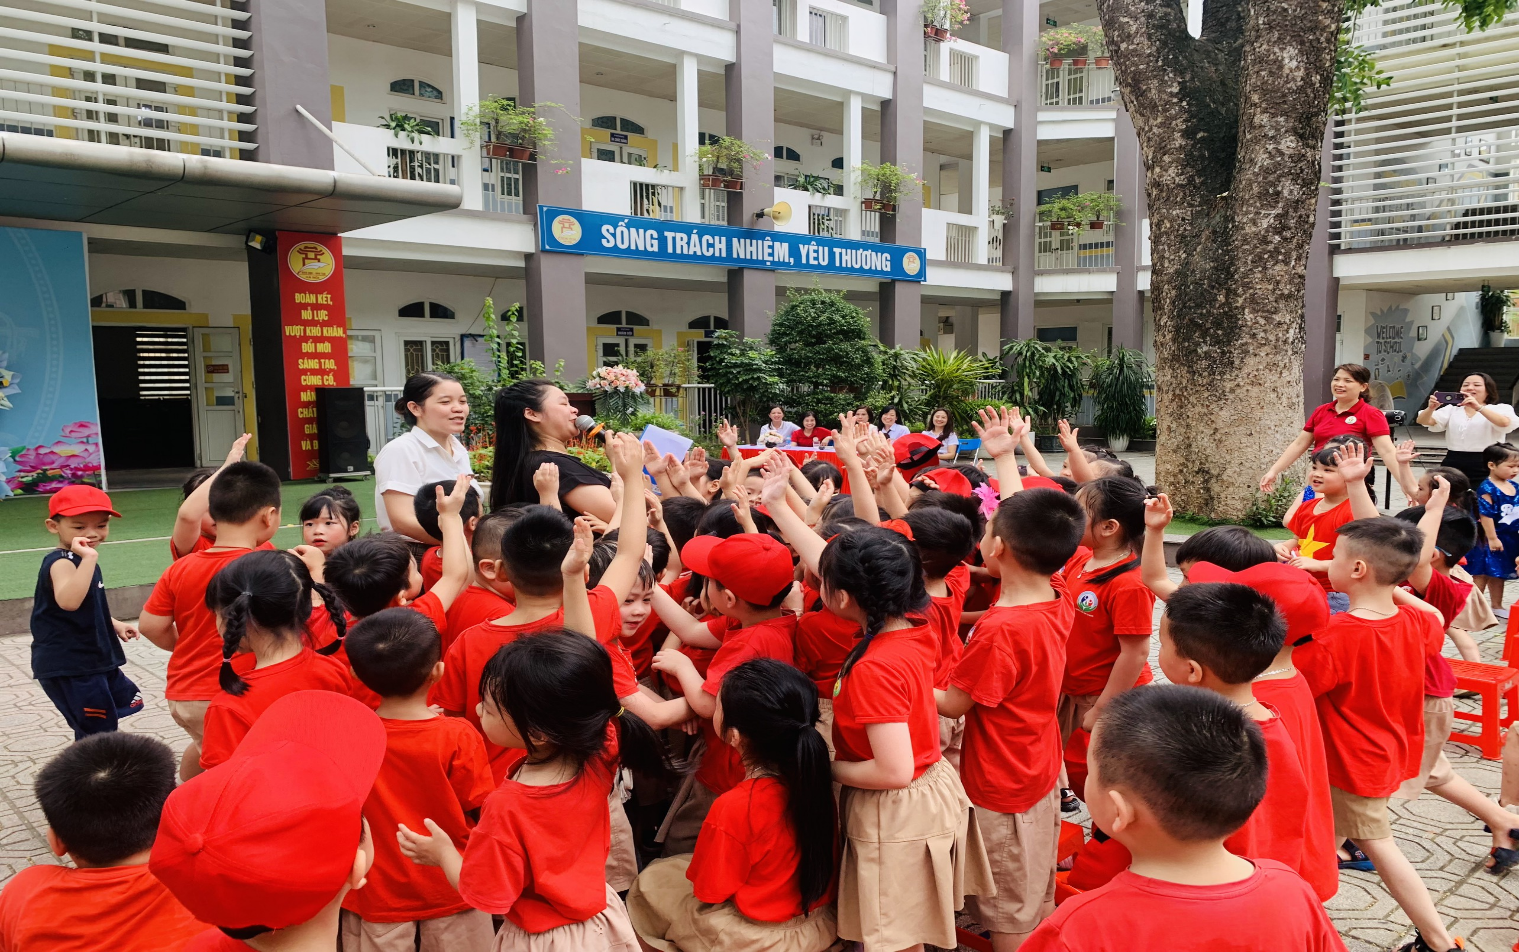 SỐNG TRÁCH NHIỆM, YÊU THƯƠNG
ĐOÀN KẾT,
NỖ LỰC
VƯỢT KHÓ KHĂN,
ĐỔI MỚI
SÁNG TẠO,
CỦNG CỐ,
WELCOME
TO SCHOOL